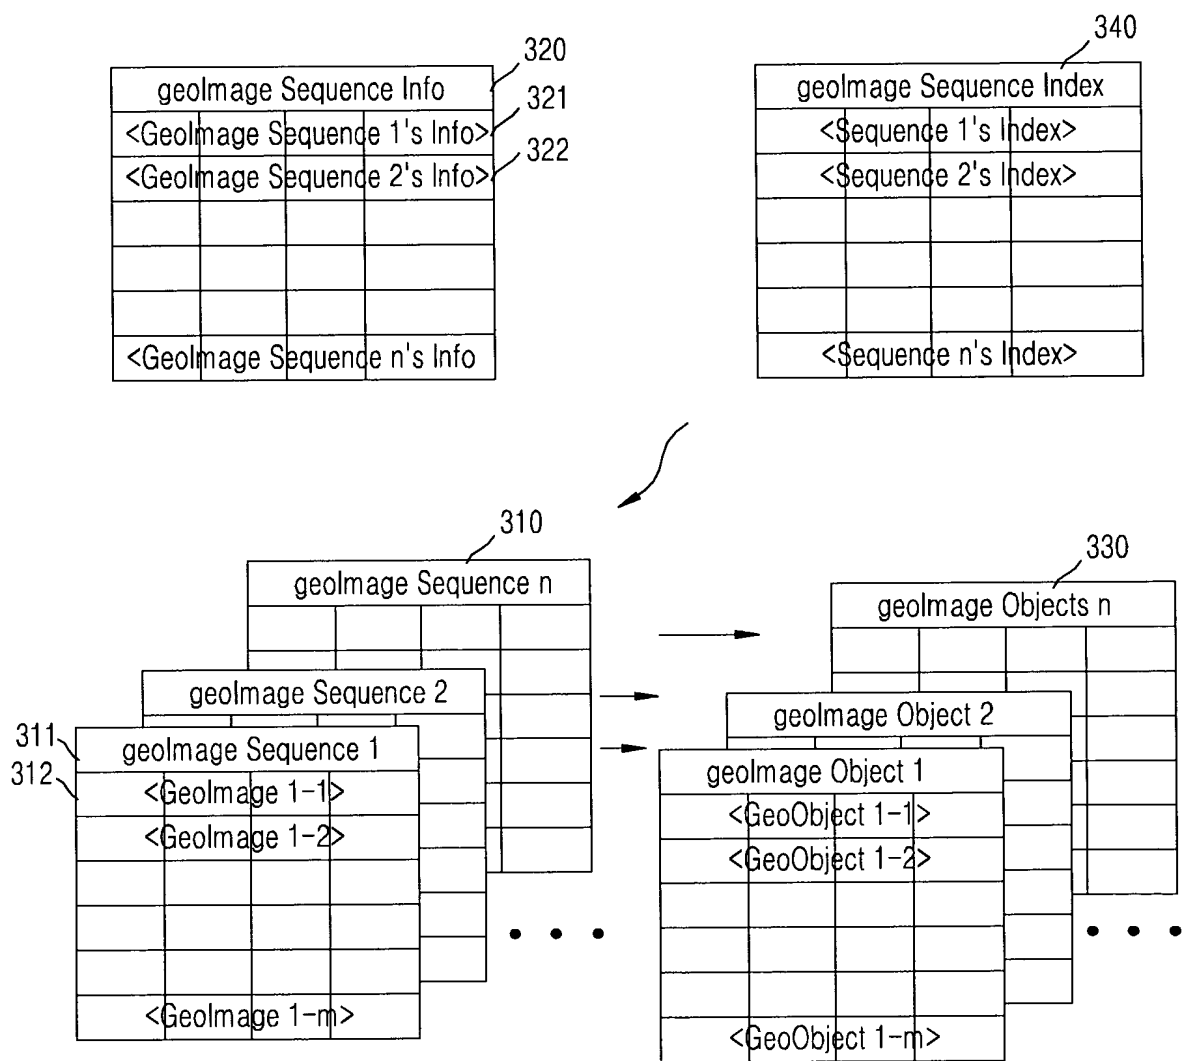 320
geoImage Sequence Info
321
<GeoImage Sequence 1's Info>
322
<GeoImage Sequence 2's Info>
<GeoImage Sequence n's Info
340
geoImage Sequence Index
<Sequence 1's Index>
<Sequence 2's Index>
<Sequence n's Index>
310
geoImage Sequence n
geoImage Sequence 2
311
geoImage Sequence 1
312
<GeoImage 1-1>
<GeoImage 1-2>
<GeoImage 1-m>
330
geoImage Objects n
geoImage Object 2
geoImage Object 1
<GeoObject 1-1>
<GeoObject 1-2>
<GeoObject 1-m>